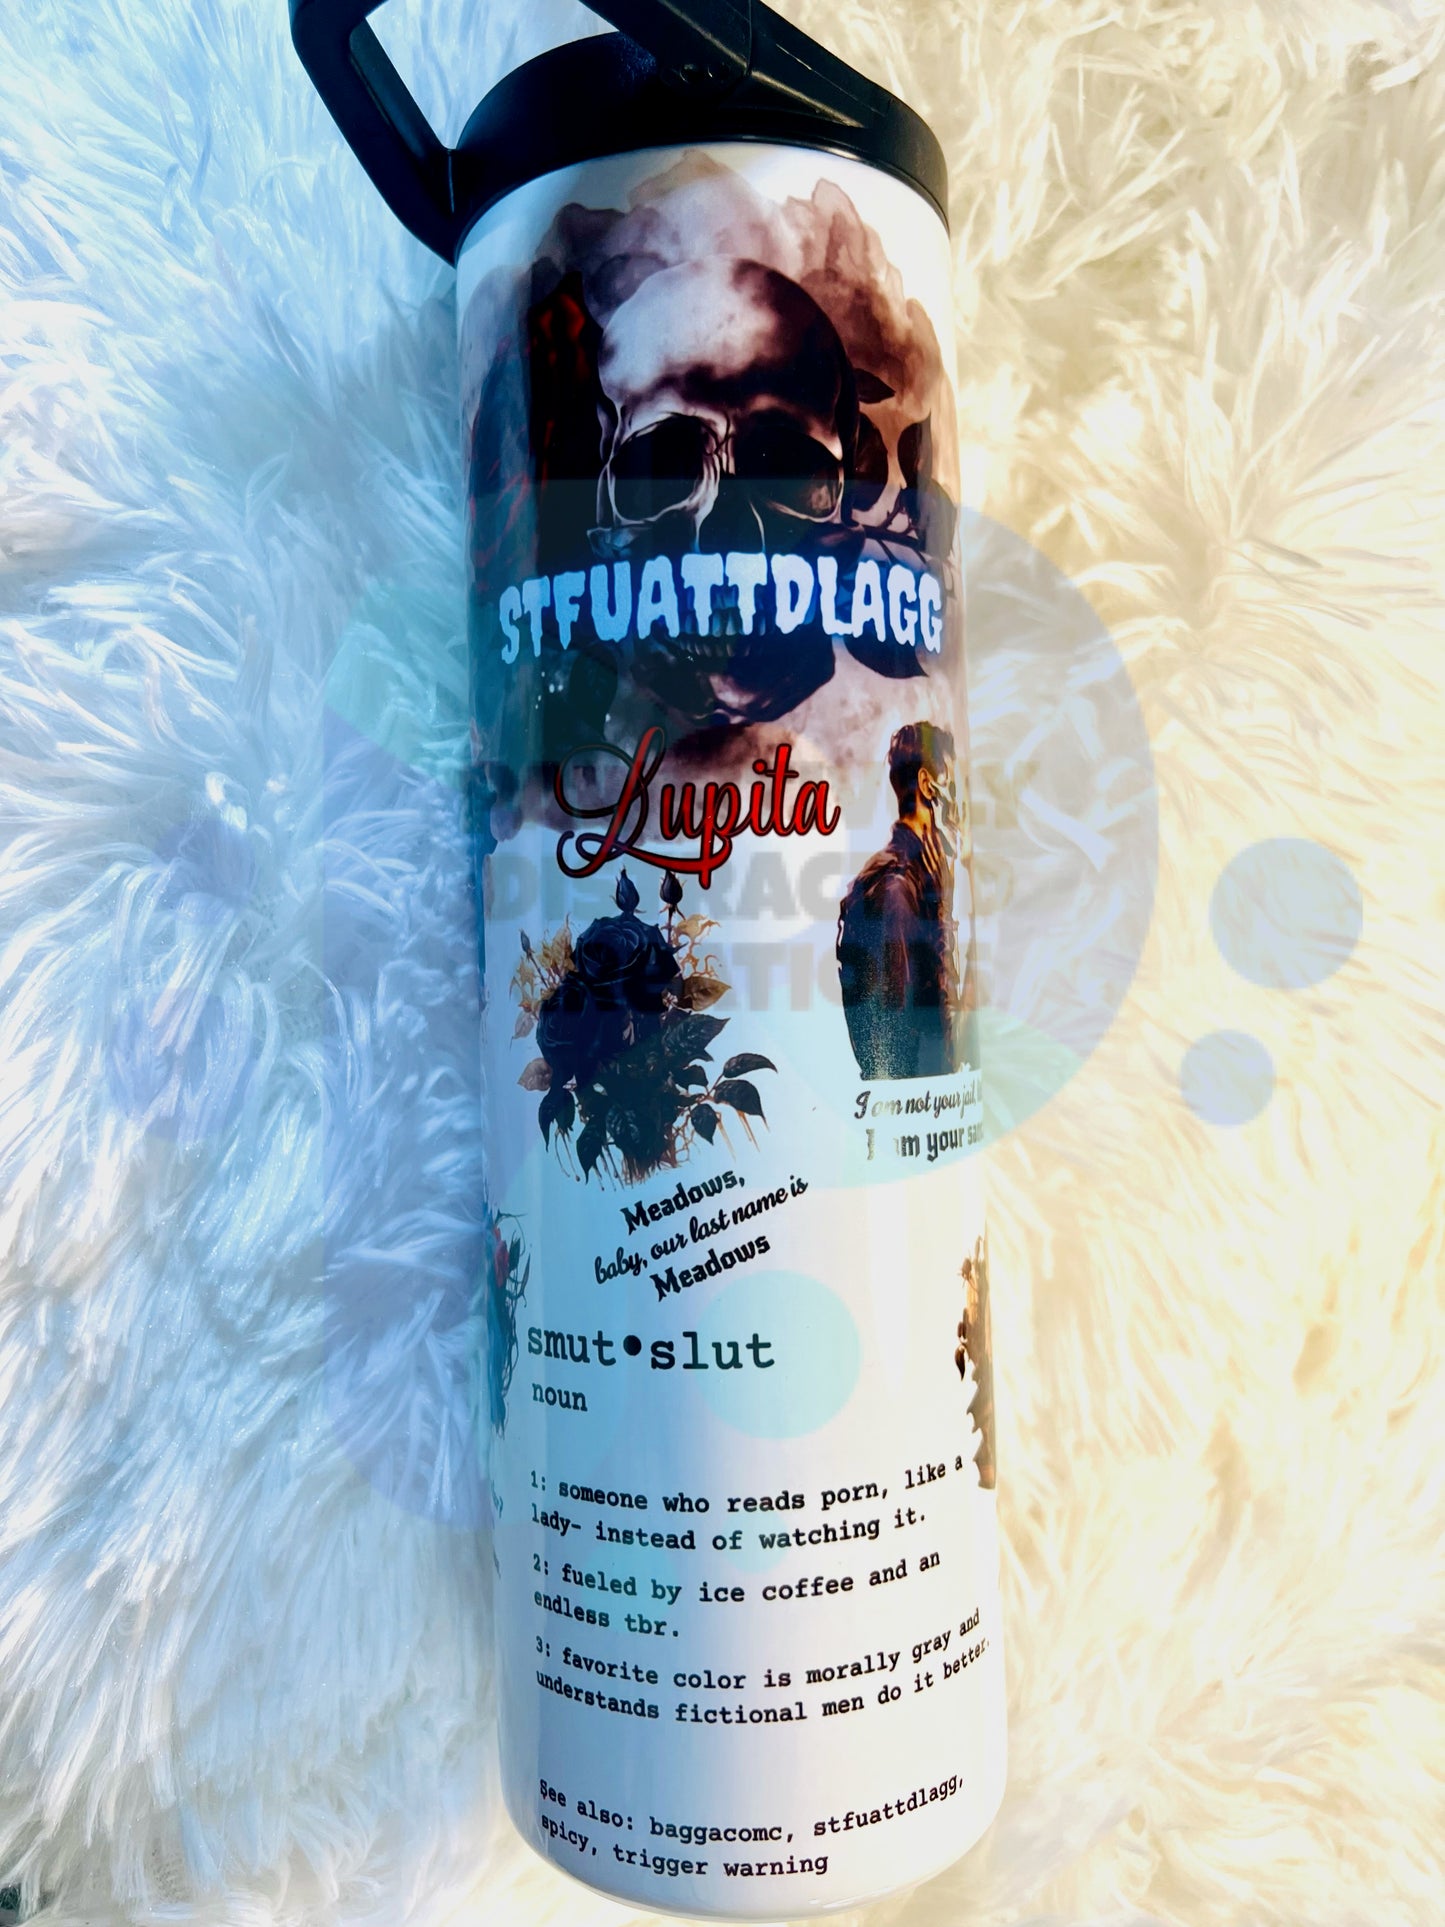 STFUATTDLAGG
Lupita
I am not your jail,
I am your
Meadows,
baby, our last name is
Meadows
smut•slut
noun
1: someone who reads porn, like a
lady- instead of watching it.
2: fueled by ice coffee and an
endless tbr.
3: favorite color is morally gray and
understands fictional men do it better.
See also: baggacomc, stfuattdlagg,
spicy, trigger warning
DISTRACTED